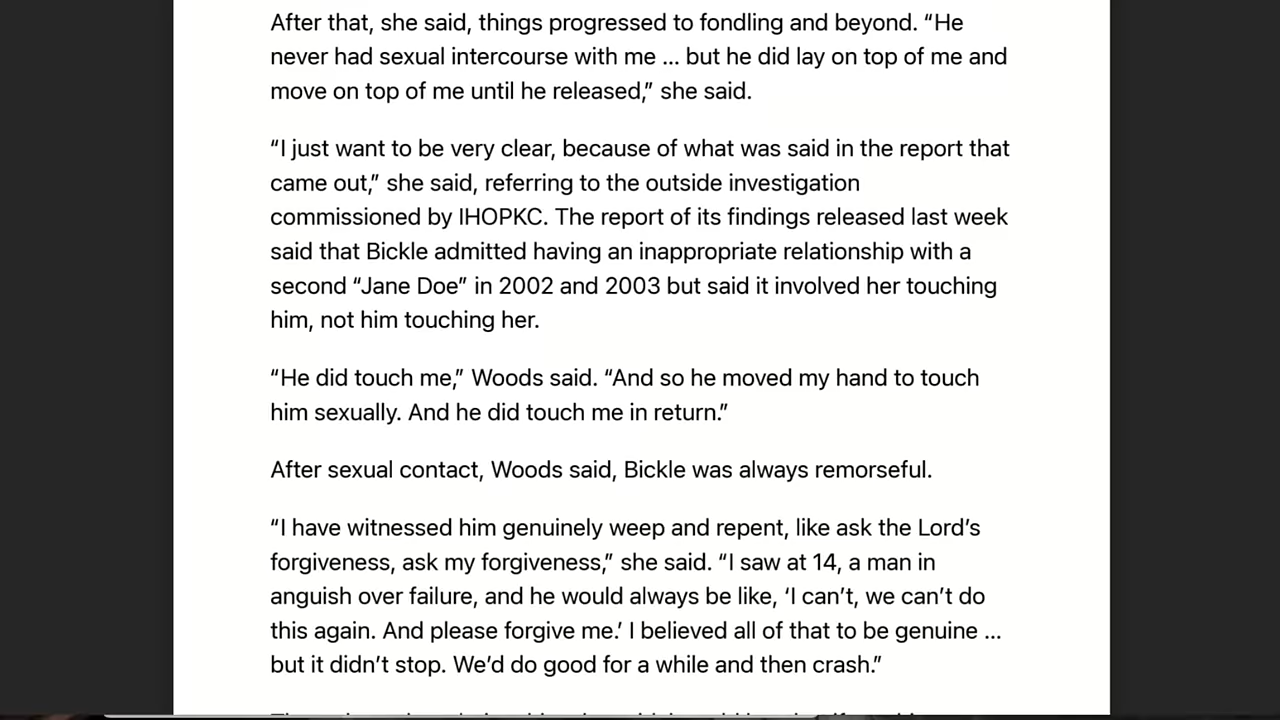 After that, she said, things progressed to fondling and beyond. “He
never had sexual intercourse with me … but he did lay on top of me and
move on top of me until he released,” she said.
“I just want to be very clear, because of what was said in the report that
came out,” she said, referring to the outside investigation
commissioned by IHOPKC. The report of its findings released last week
said that Bickle admitted having an inappropriate relationship with a
second “Jane Doe” in 2002 and 2003 but said it involved her touching
him, not him touching her.
“He did touch me,” Woods said. “And so he moved my hand to touch
him sexually. And he did touch me in return.”
After sexual contact, Woods said, Bickle was always remorseful.
“I have witnessed him genuinely weep and repent, like ask the Lord’s
forgiveness, ask my forgiveness,” she said. “I saw at 14, a man in
anguish over failure, and he would always be like, ‘I can’t, we can’t do
this again. And please forgive me.’ I believed all of that to be genuine …
but it didn’t stop. We’d do good for a while and then crash.”